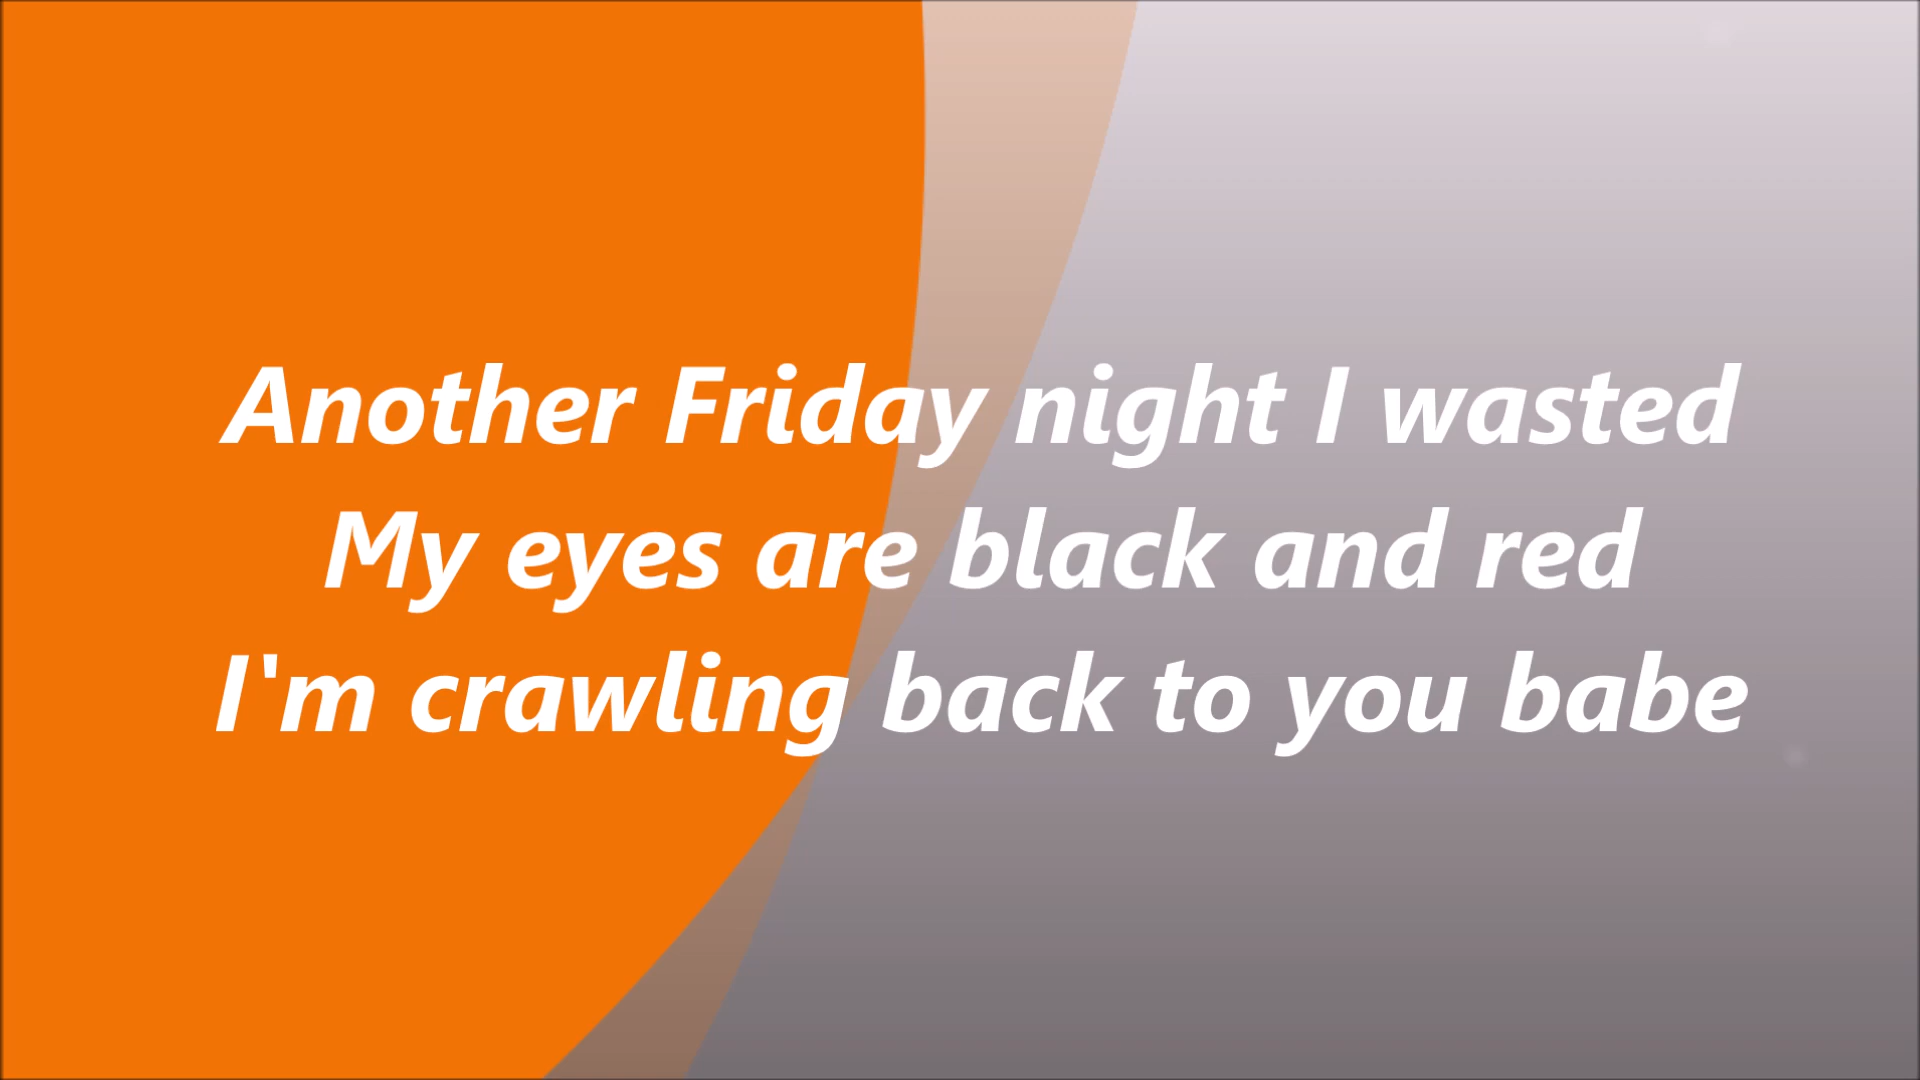 Another Friday night I wasted
My eyes are black and red
I'm crawling back to you babe